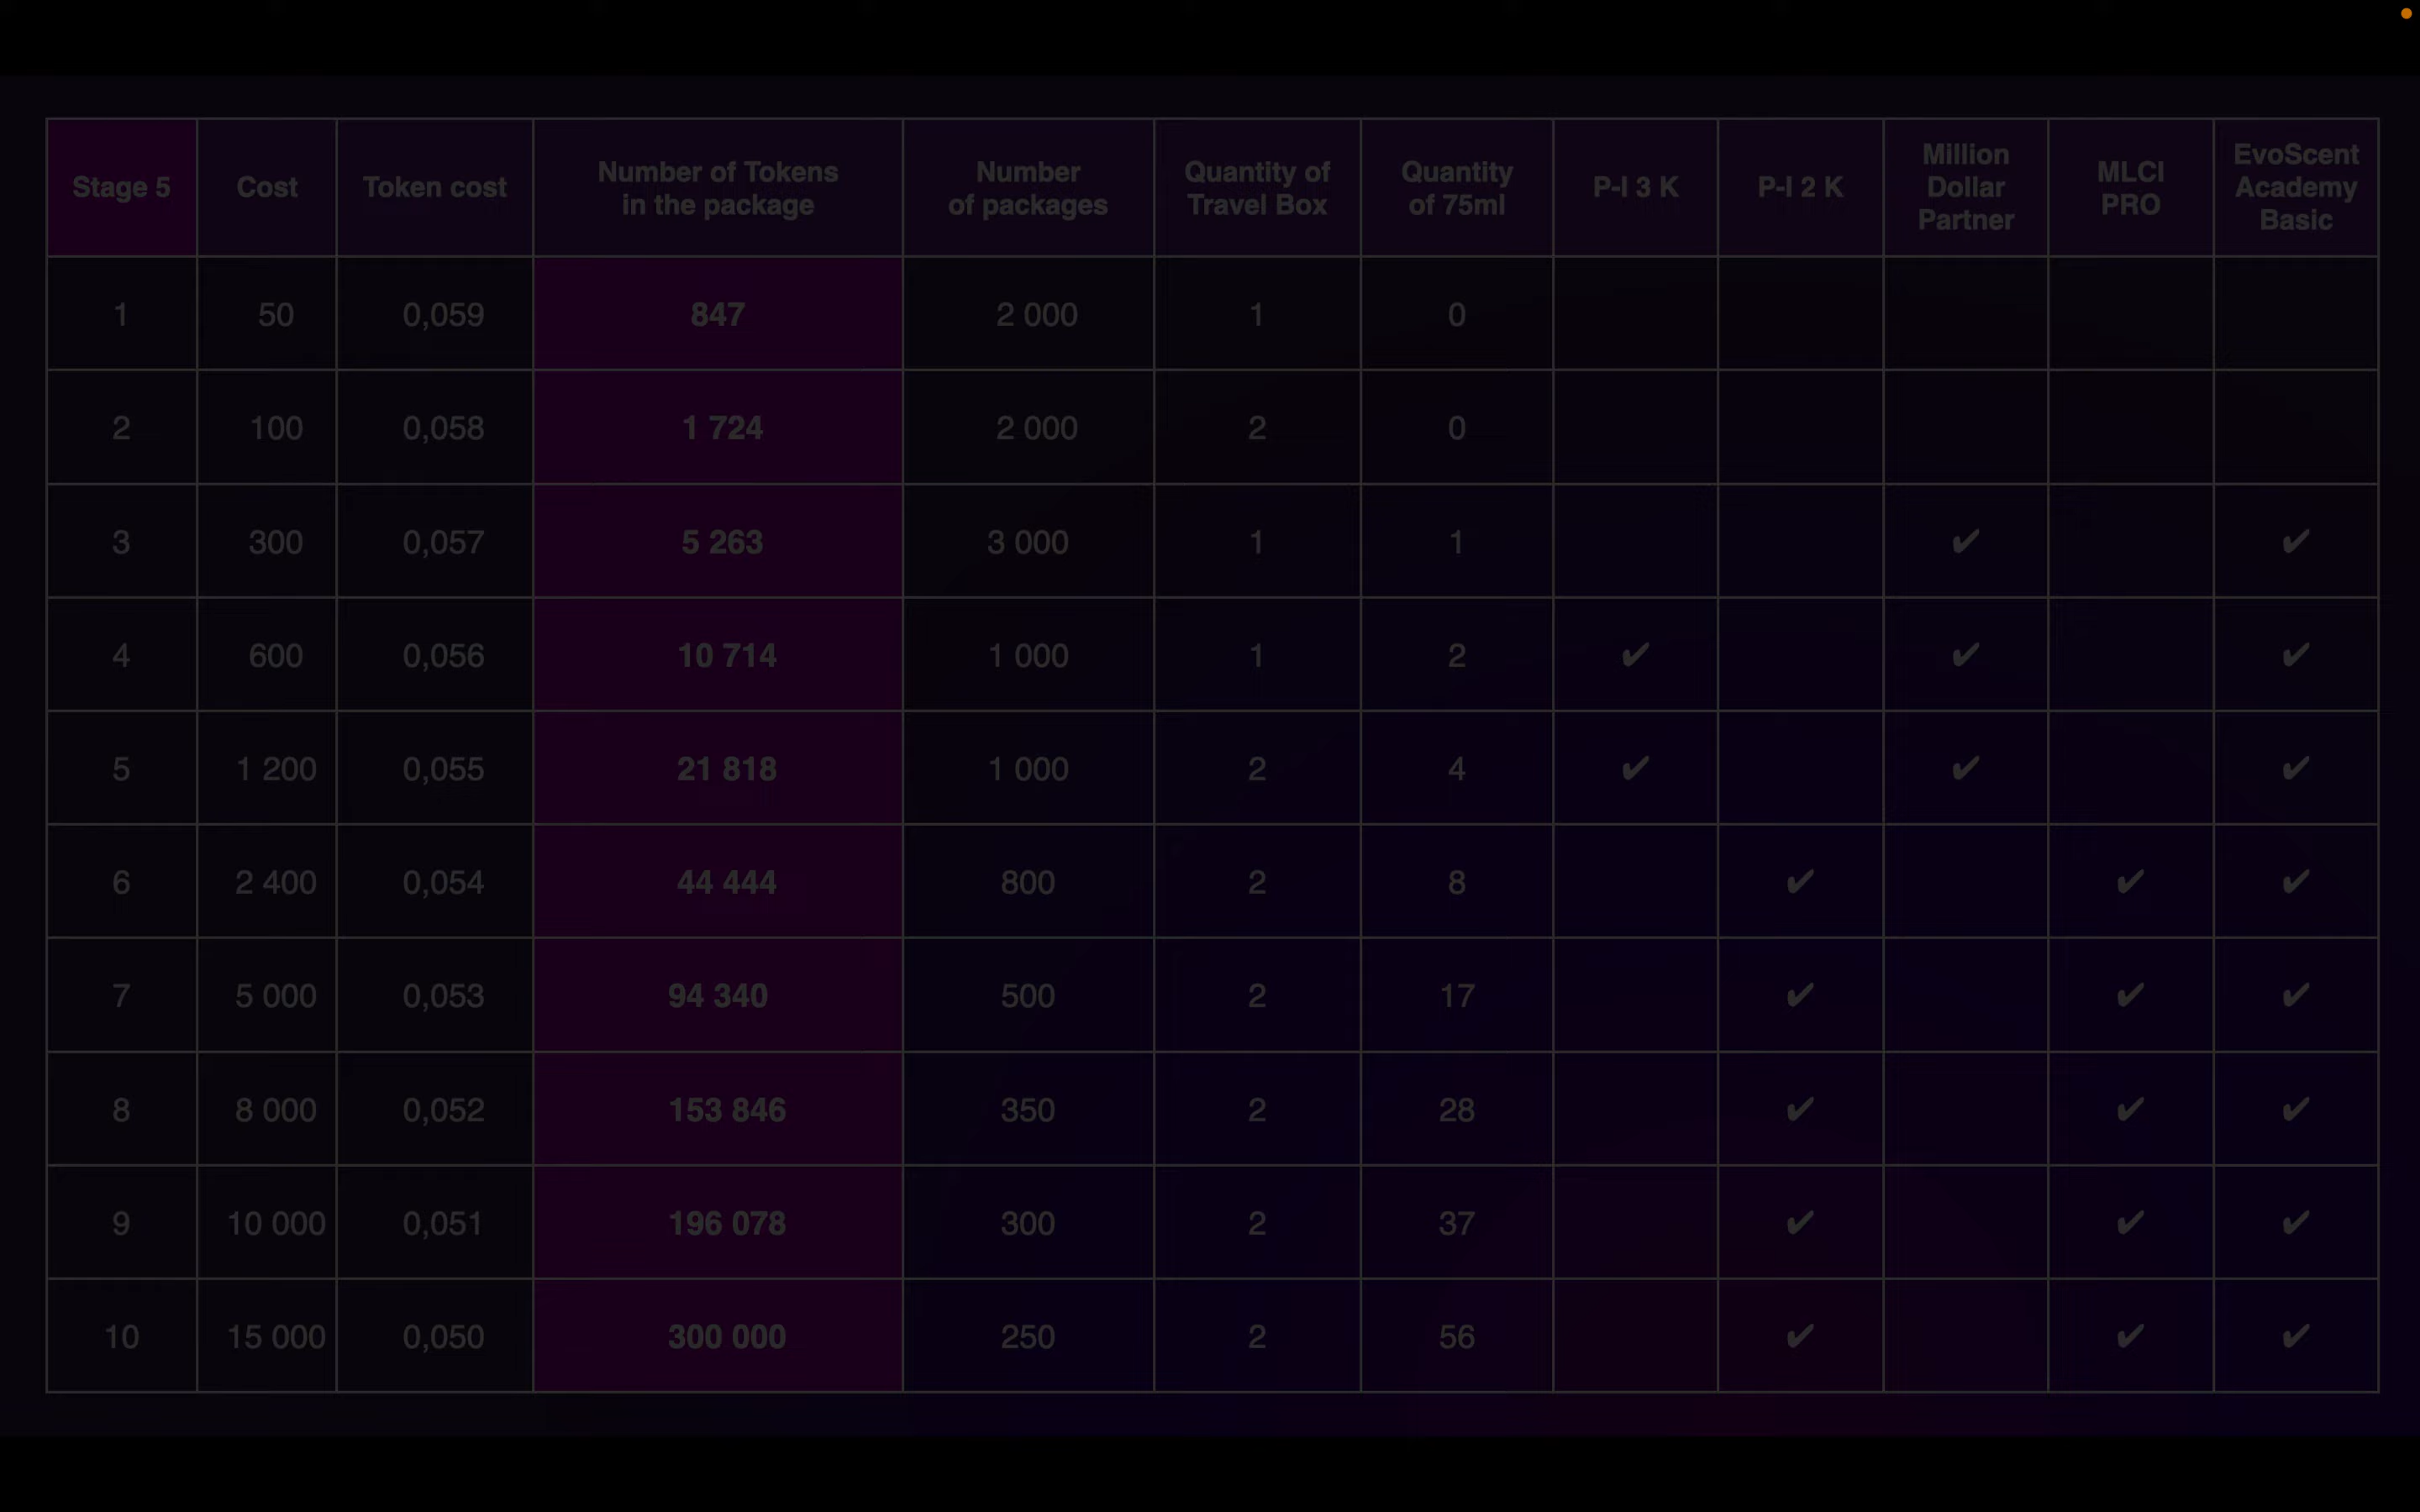 Stage 5 Cost Token cost Number of Tokens in the package Number of packages Quantity of Travel Box Quantity of 75ml P-I 3 K P-I 2 K Million Dollar Partner MLCI PRO EvoScent Academy Basic
1 50 0,059 847 2 000 1 0
2 100 0,058 1 724 2 000 2 0
3 300 0,057 5 263 3 000 1 1 ✔ ✔
4 600 0,056 10 714 1 000 1 2 ✔ ✔ ✔
5 1 200 0,055 21 818 1 000 2 4 ✔ ✔ ✔
6 2 400 0,054 44 444 800 2 8 ✔ ✔ ✔
7 5 000 0,053 94 340 500 2 17 ✔ ✔ ✔
8 8 000 0,052 153 846 350 2 28 ✔ ✔ ✔
9 10 000 0,051 196 078 300 2 37 ✔ ✔ ✔
10 15 000 0,050 300 000 250 2 56 ✔ ✔ ✔